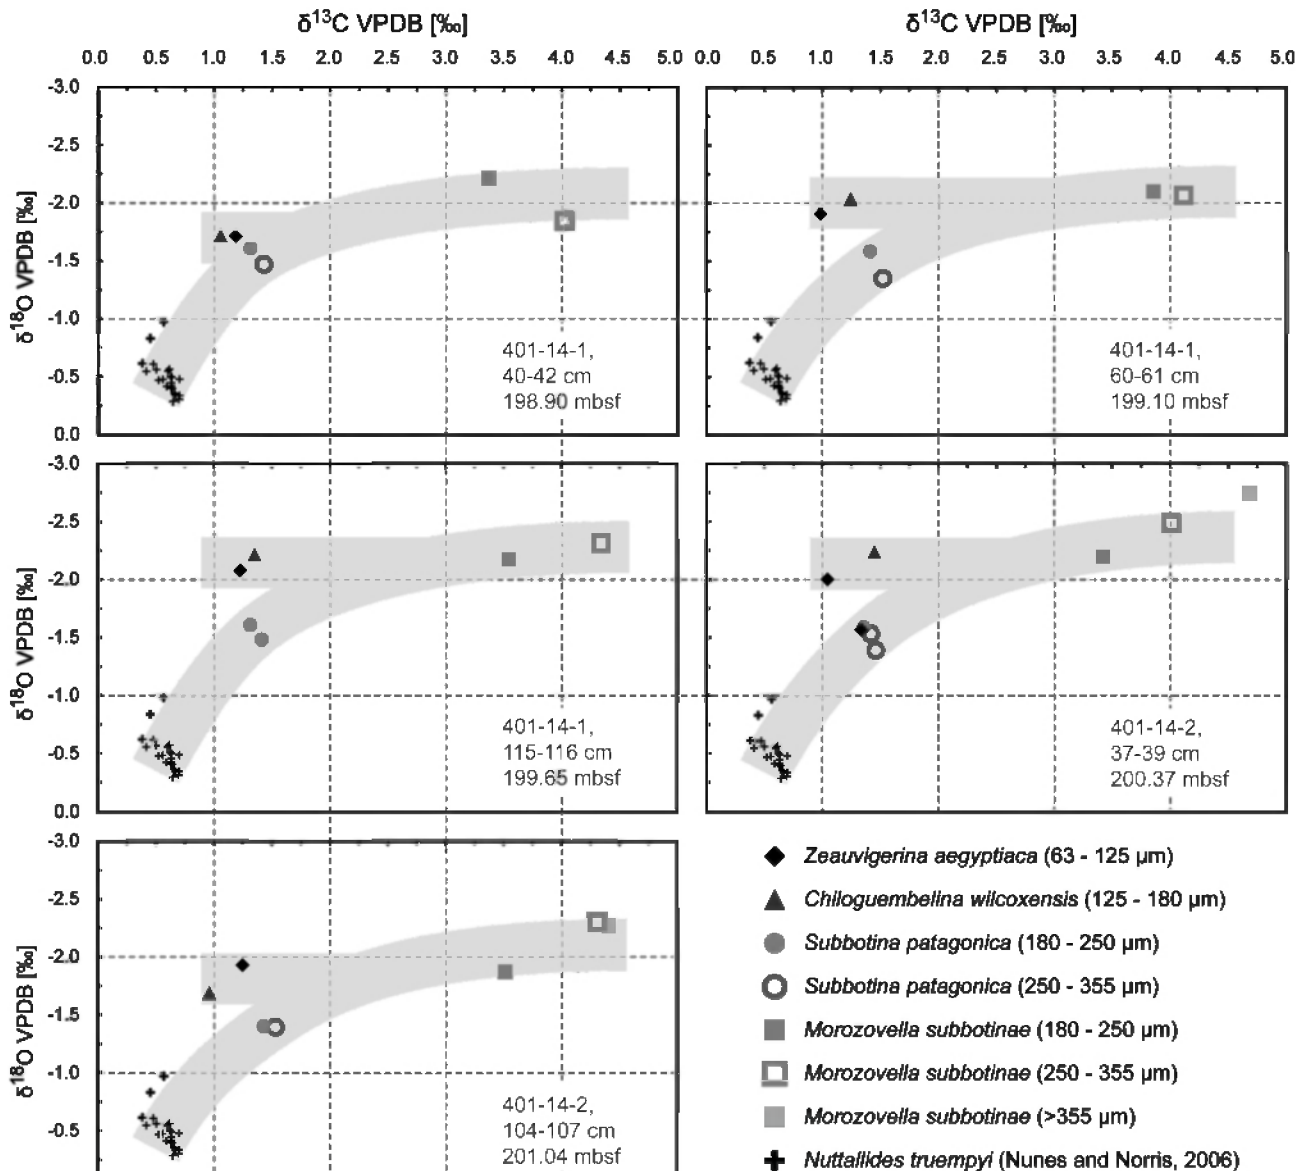 δ13C VPDB [‰]
δ13C VPDB [‰]
0.0 0.5 1.0 1.5 2.0 2.5 3.0 3.5 4.0 4.5 5.0
0.0 0.5 1.0 1.5 2.0 2.5 3.0 3.5 4.0 4.5 5.0
δ18O VPDB [‰]
-3.0
-2.5
-2.0
-1.5
-1.0
-0.5
0.0
401-14-1,
40-42 cm
198.90 mbsf
401-14-1,
60-61 cm
199.10 mbsf
δ18O VPDB [‰]
-3.0
-2.5
-2.0
-1.5
-1.0
-0.5
0.0
401-14-1,
115-116 cm
199.65 mbsf
401-14-2,
37-39 cm
200.37 mbsf
δ18O VPDB [‰]
-3.0
-2.5
-2.0
-1.5
-1.0
-0.5
401-14-2,
104-107 cm
201.04 mbsf
Zeauvigerina aegyptiaca (63 - 125 µm)
Chiloguembelina wilcoxensis (125 - 180 µm)
Subbotina patagonica (180 - 250 µm)
Subbotina patagonica (250 - 355 µm)
Morozovella subbotinae (180 - 250 µm)
Morozovella subbotinae (250 - 355 µm)
Morozovella subbotinae (>355 µm)
Nuttallides truempyi (Nunes and Norris, 2006)